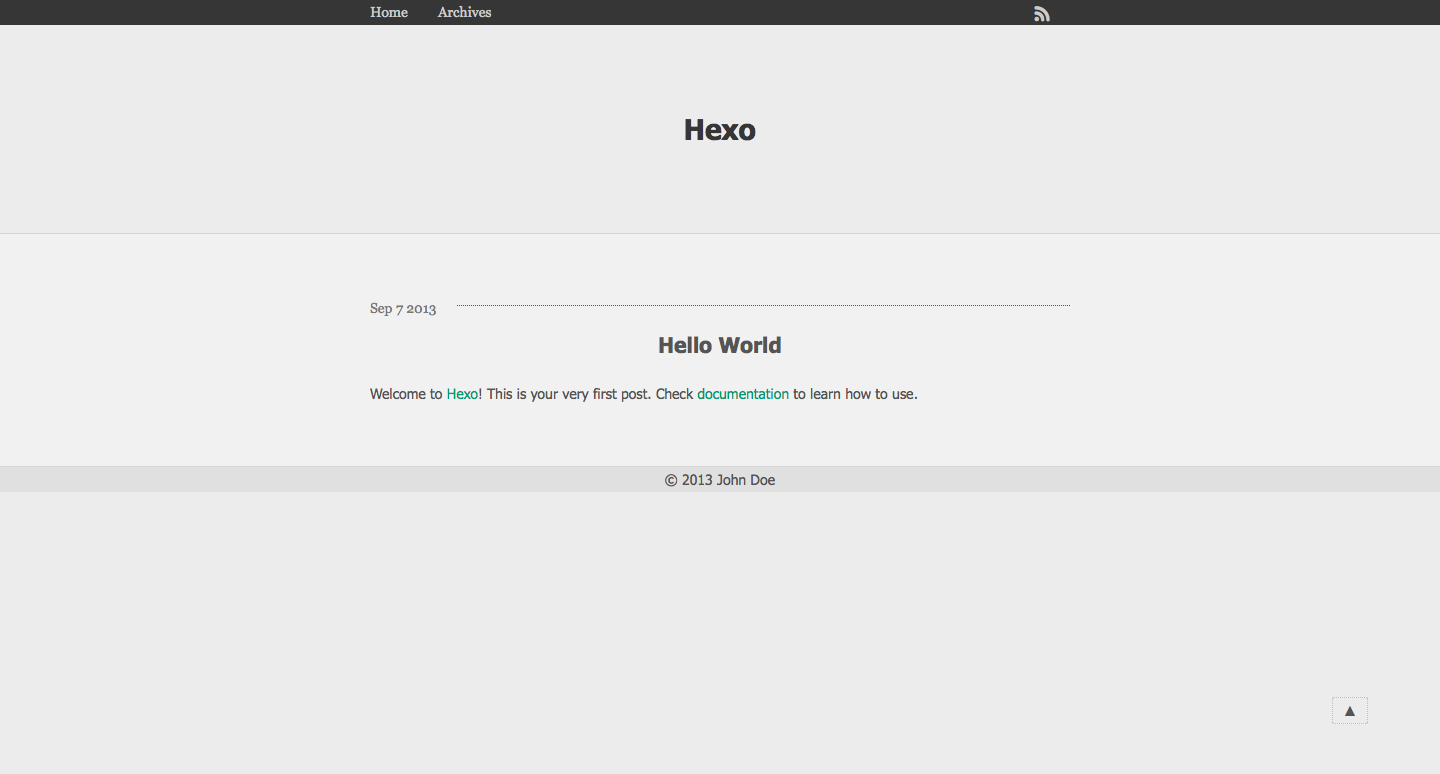 Home Archives
Hexo
Sep 7 2013
Hello World
Welcome to Hexo! This is your very first post. Check documentation to learn how to use.
© 2013 John Doe
▲